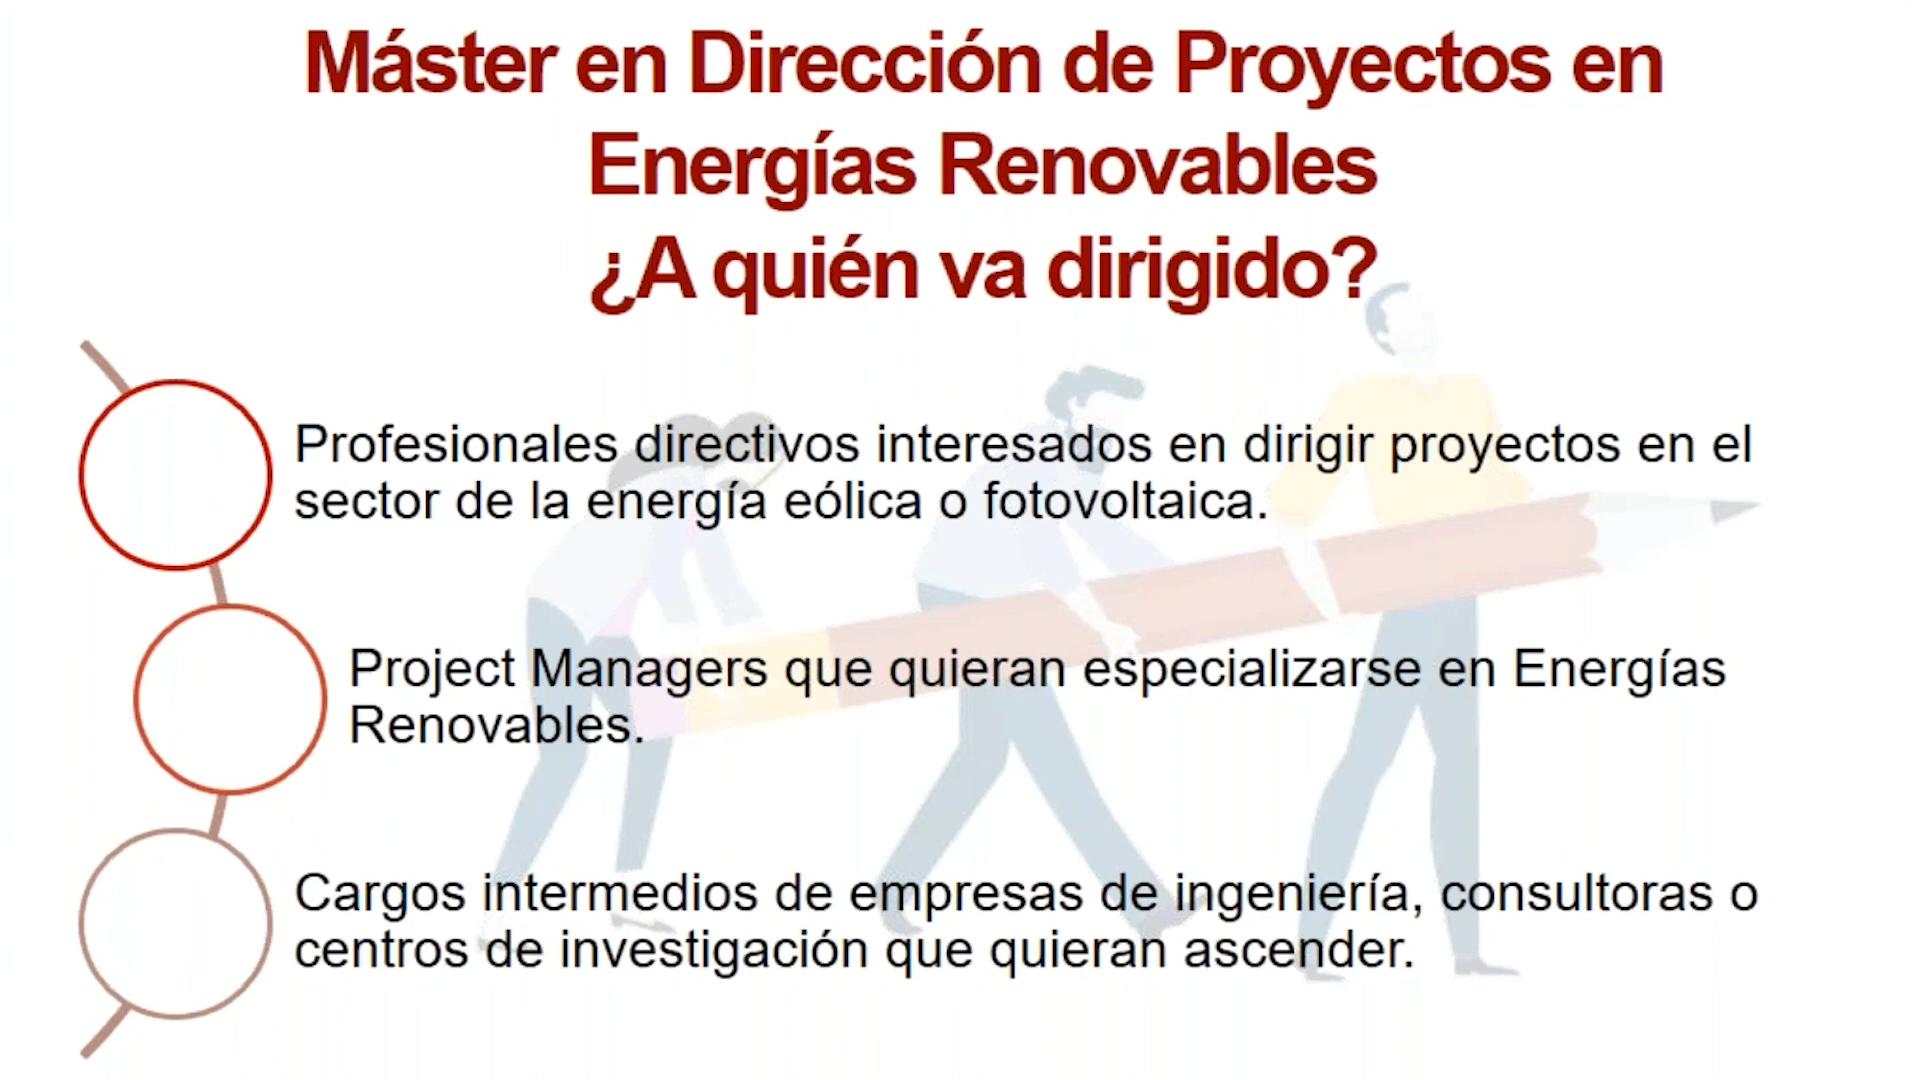 Máster en Dirección de Proyectos en
Energías Renovables
¿A quién va dirigido?
Profesionales directivos interesados en dirigir proyectos en el
sector de la energía eólica o fotovoltaica.
Project Managers que quieran especializarse en Energías
Renovables.
Cargos intermedios de empresas de ingeniería, consultoras o
centros de investigación que quieran ascender.